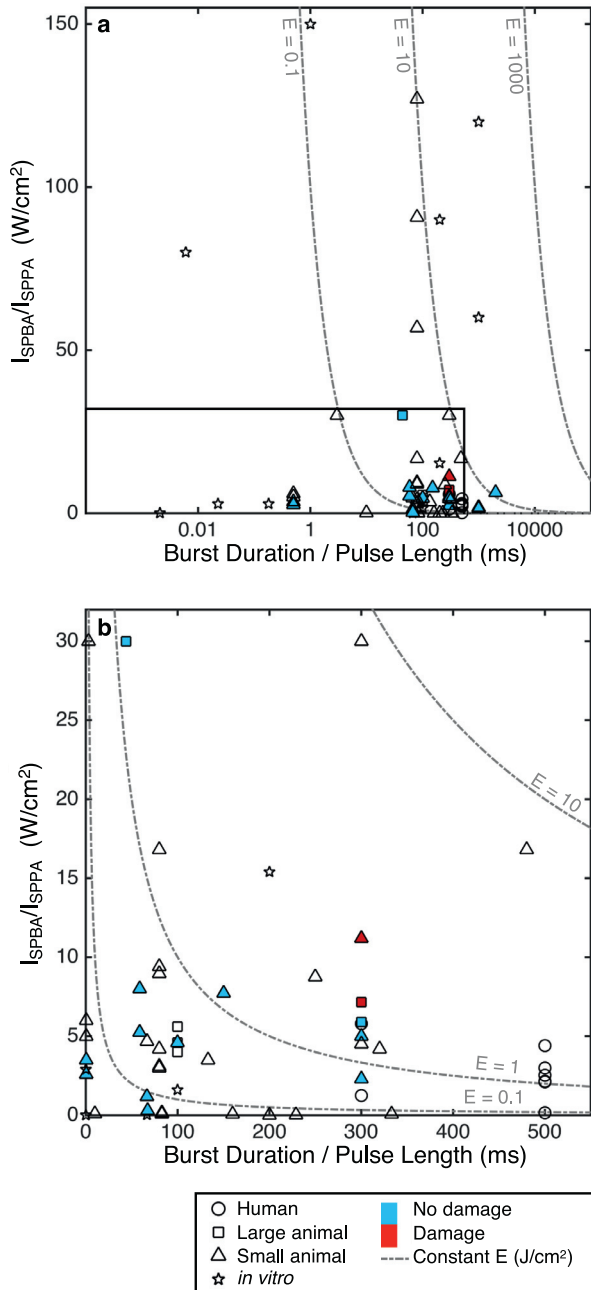 a
150
100
50
0
I_SPBA/I_SPPA (W/cm²)
E = 0.1
E = 10
E = 1000
0.01
1
100
10000
Burst Duration / Pulse Length (ms)
b
30
25
20
15
10
5
0
I_SPBA/I_SPPA (W/cm²)
E = 10
E = 1
E = 0.1
0
100
200
300
400
500
Burst Duration / Pulse Length (ms)
Human
Large animal
Small animal
in vitro
No damage
Damage
Constant E (J/cm²)